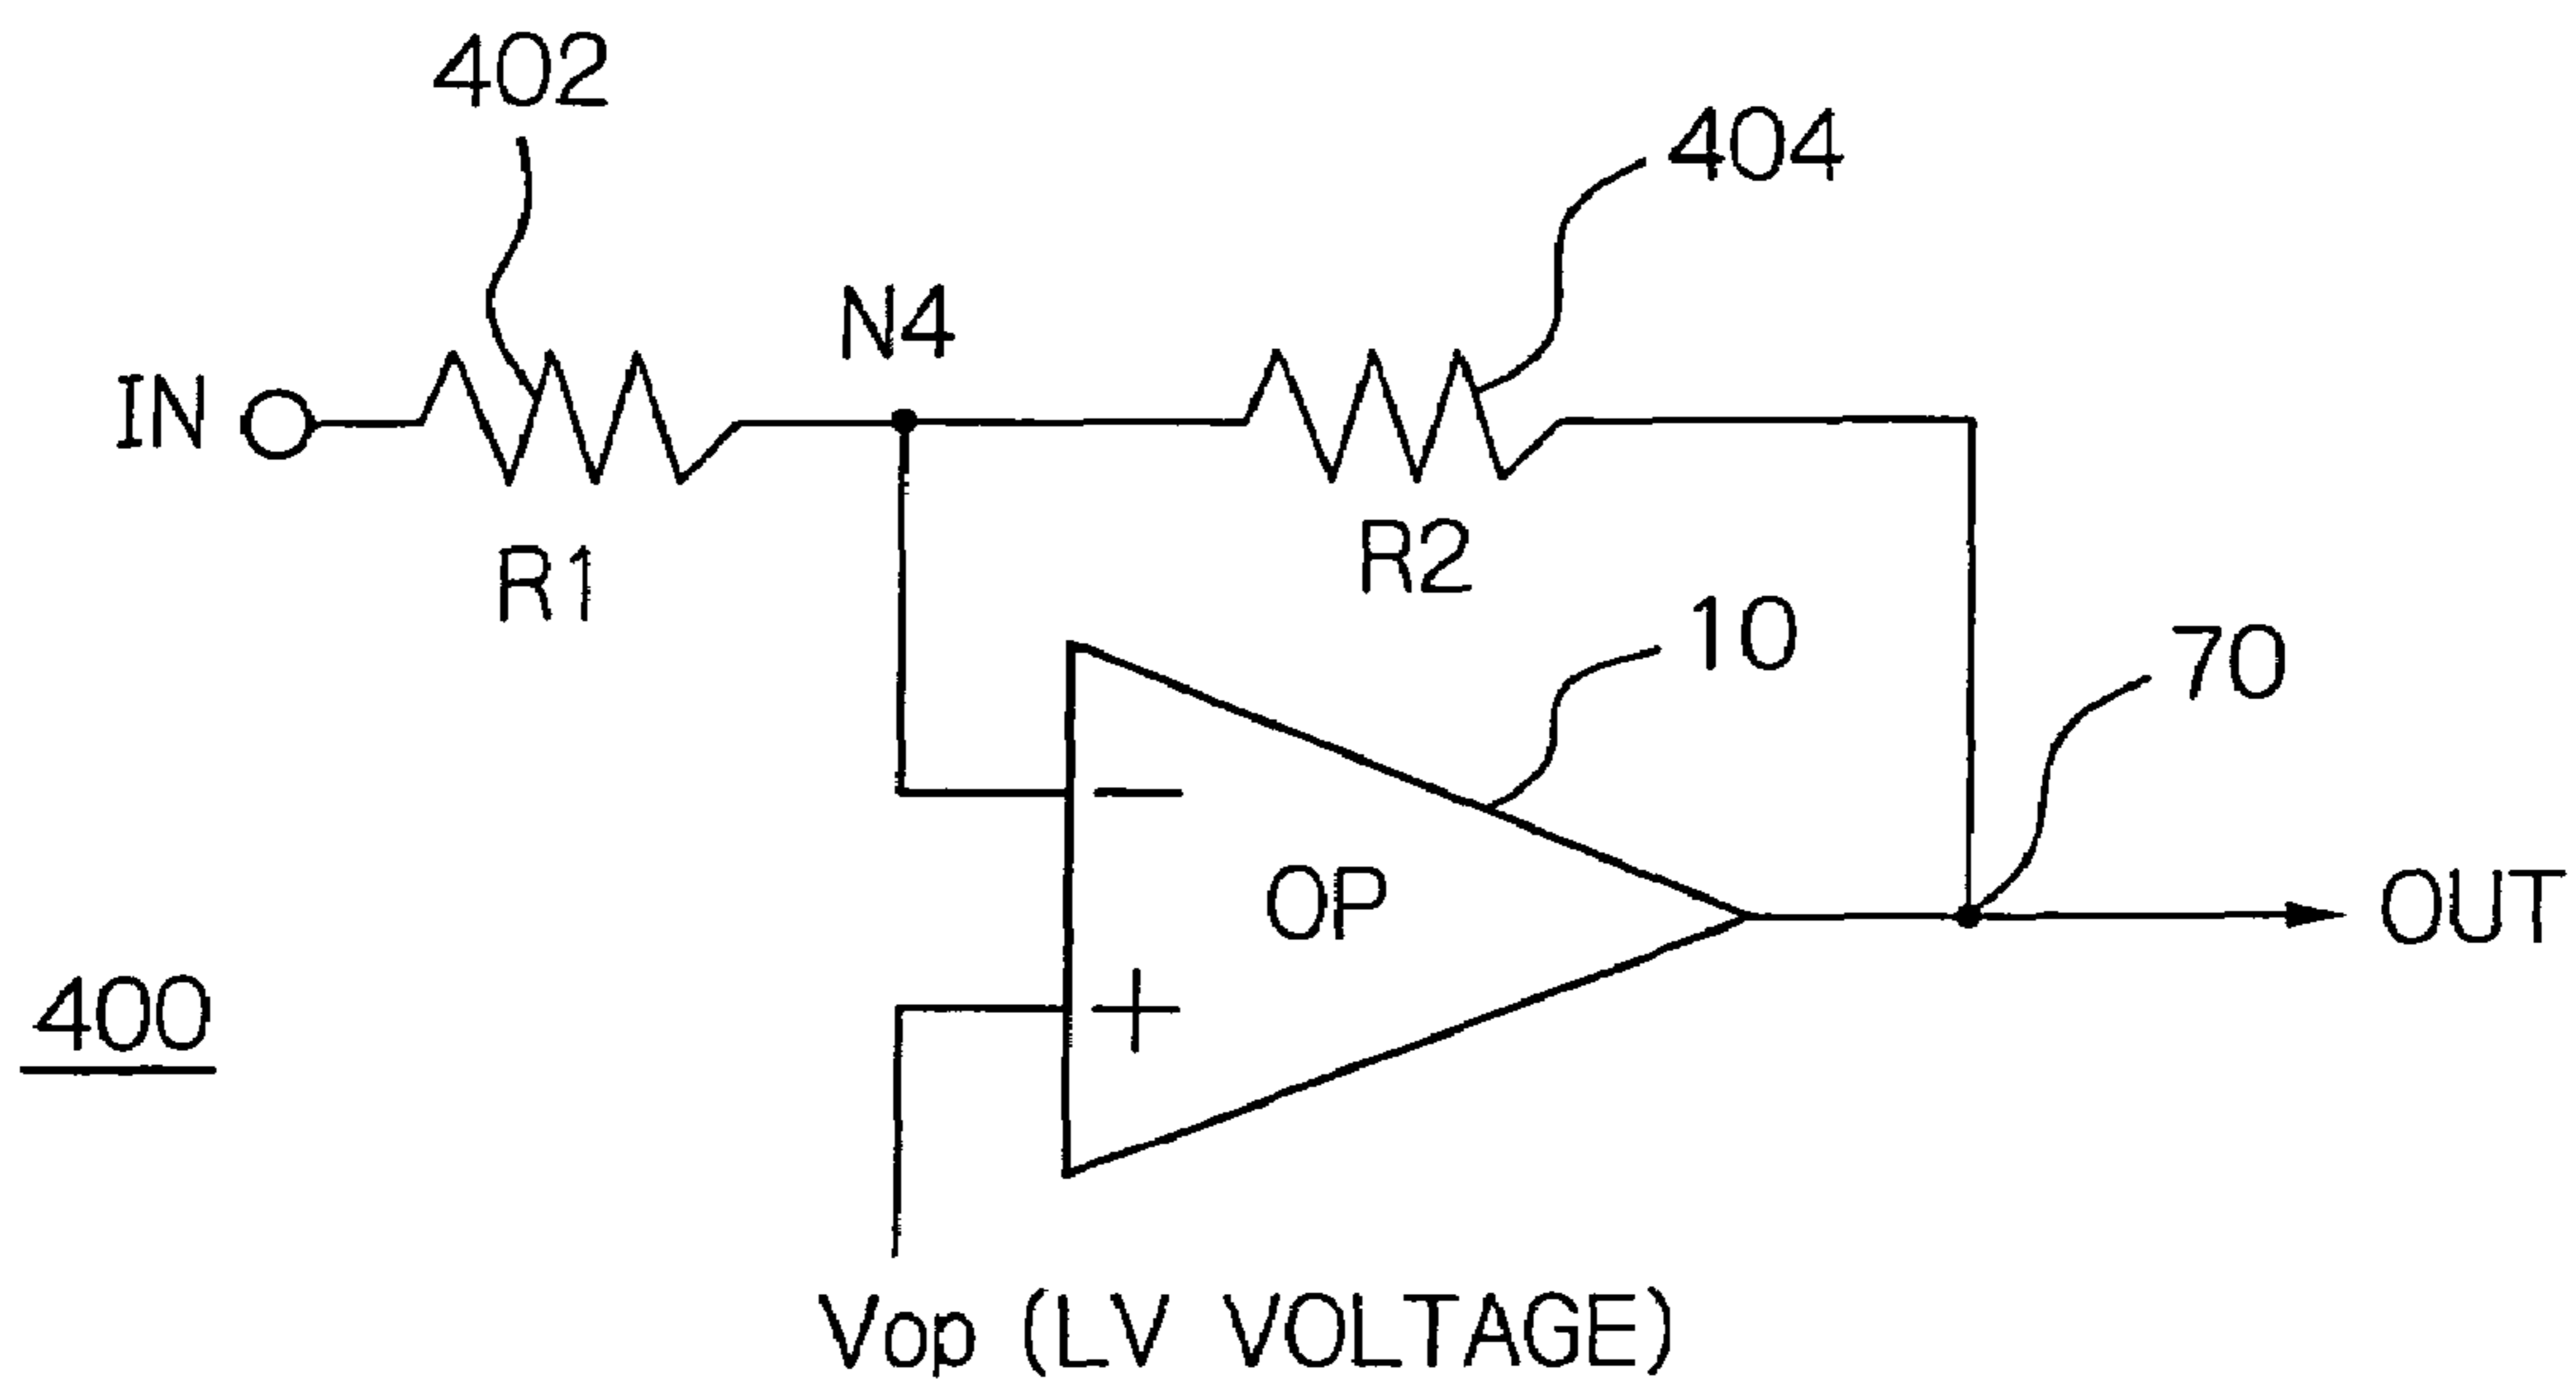 402
404
N4
IN
R1
R2
10
70
−
OP
OUT
+
400
Vop (LV VOLTAGE)